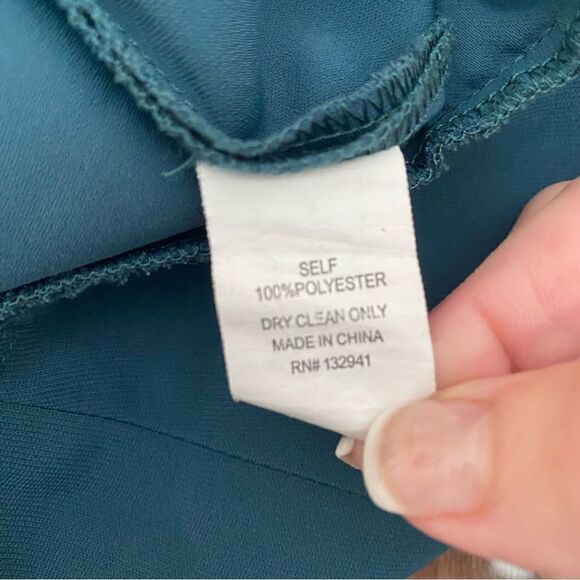 SELF
100%POLYESTER
DRY CLEAN ONLY
MADE IN CHINA
RN# 132941